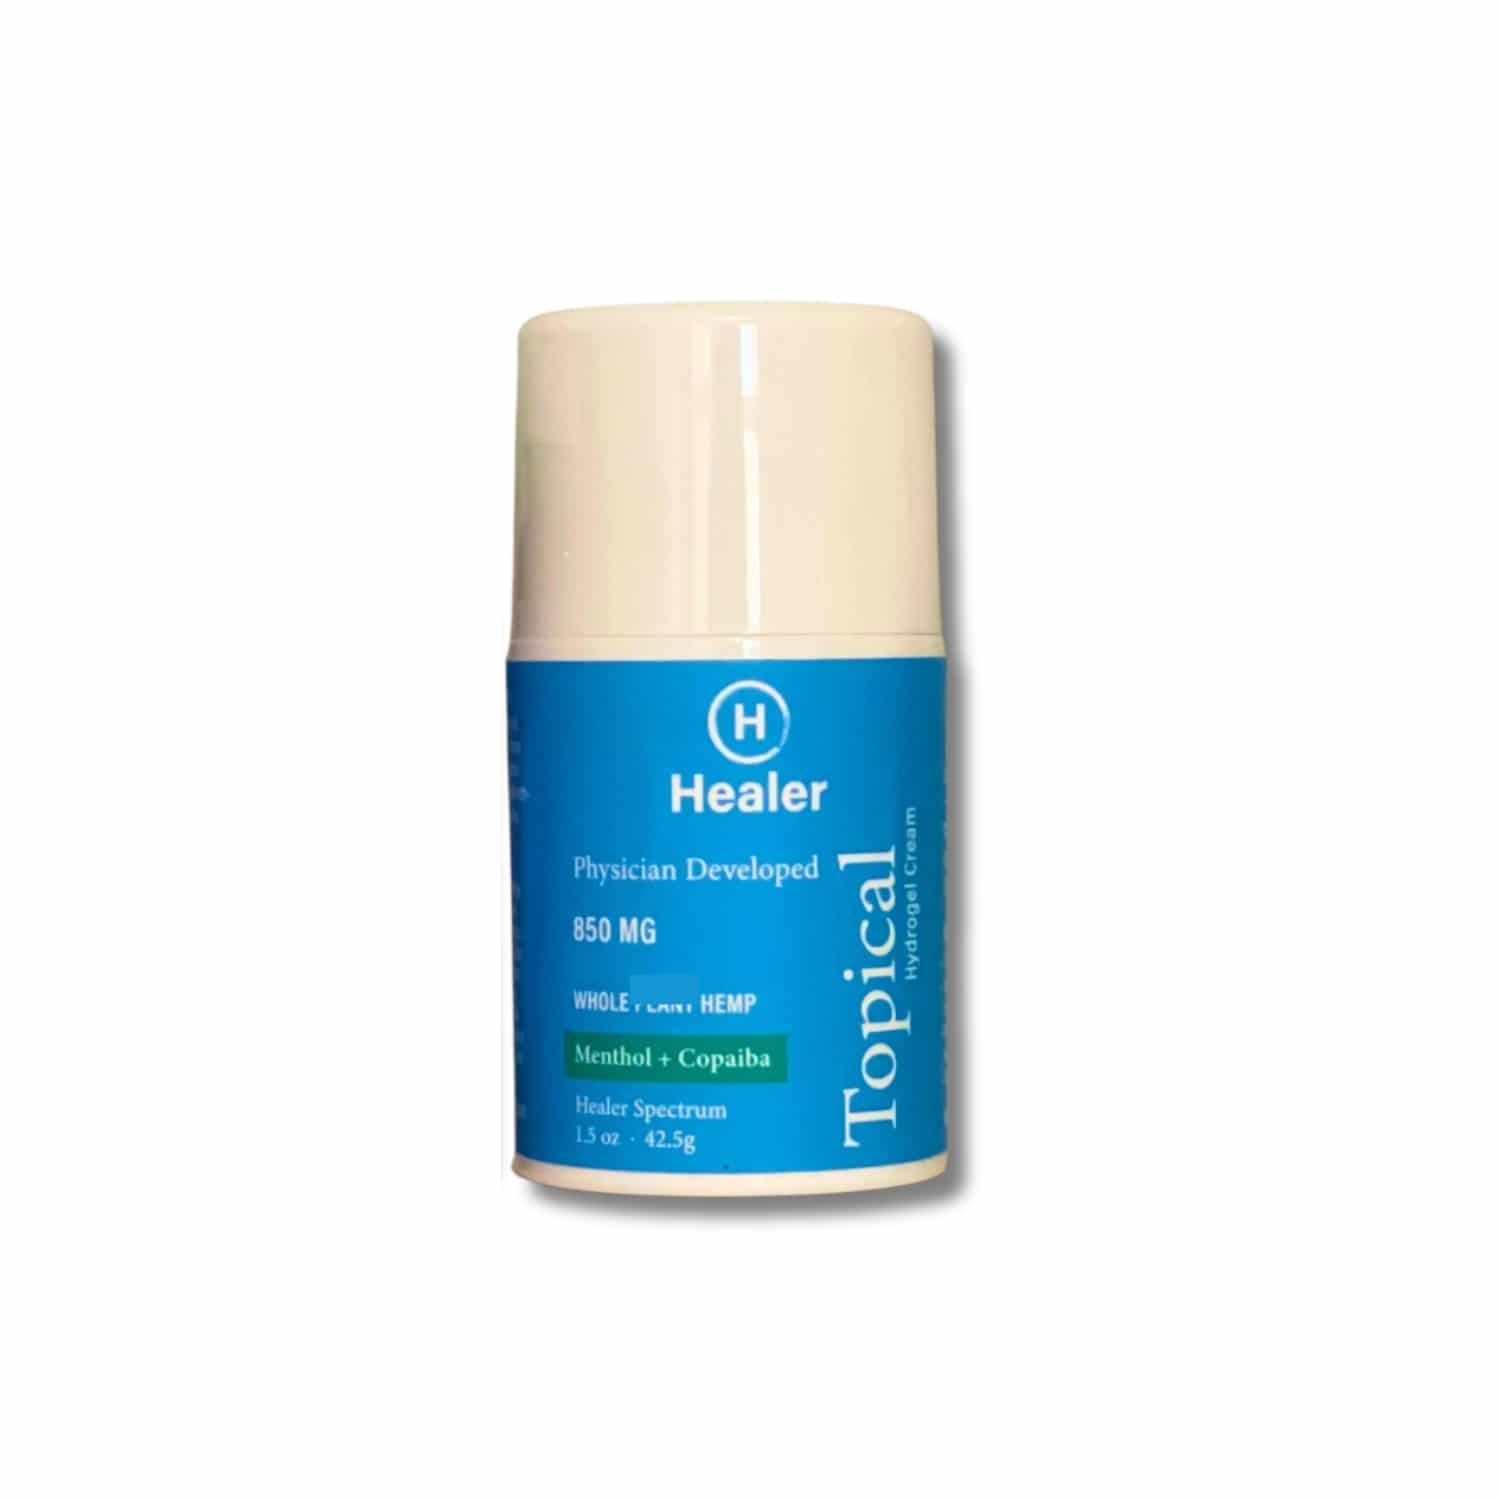 H
Healer
Physician Developed
850 MG
WHOLE PLANT HEMP
Menthol + Copaiba
Healer Spectrum
1.5 oz · 42.5g
Topical
Hydrogel Cream